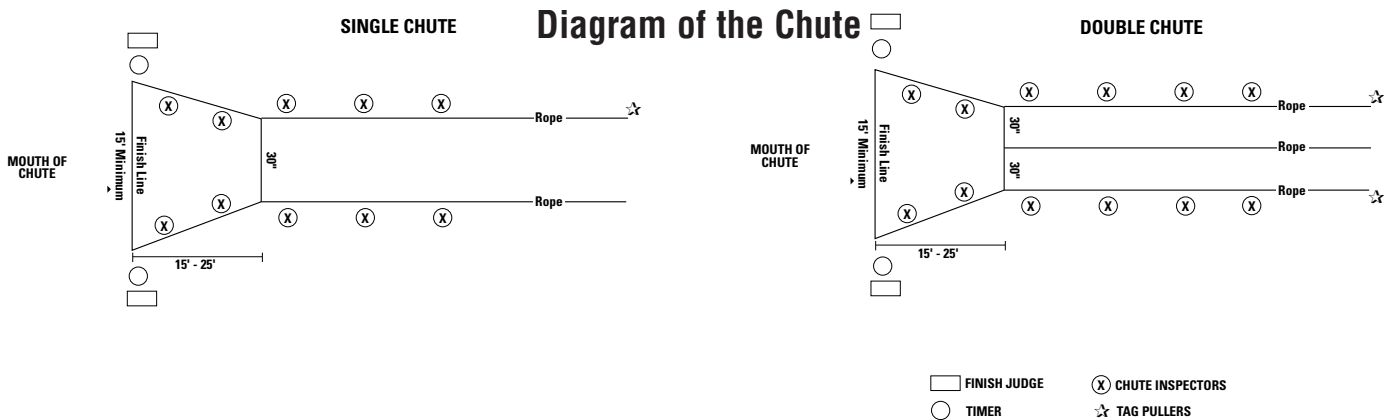 Diagram of the Chute
SINGLE CHUTE
MOUTH OF
CHUTE
15' Minimum
Finish Line
X
X
X
X
X
30"
X
X
X
X
X
Rope
Rope
15' - 25'
DOUBLE CHUTE
MOUTH OF
CHUTE
15' Minimum
Finish Line
X
X
X
X
X
X
30"
30"
X
X
X
X
X
X
Rope
Rope
Rope
15' - 25'
FINISH JUDGE
X CHUTE INSPECTORS
TIMER
TAG PULLERS